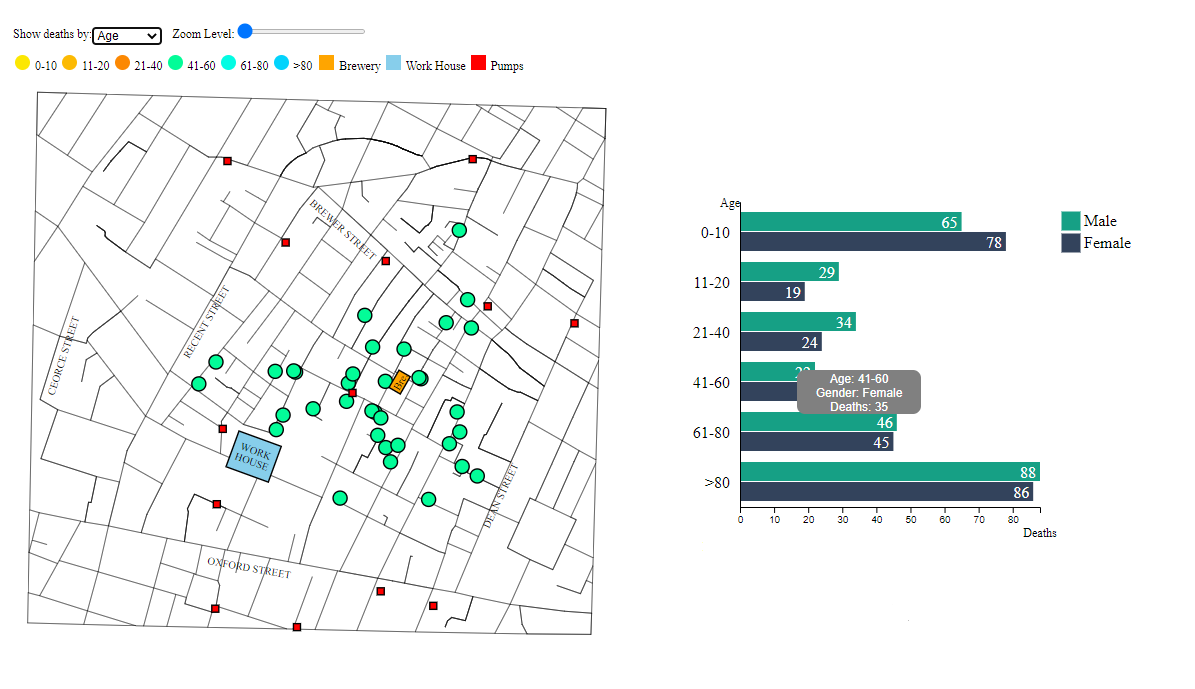 Show deaths by: Age Zoom Level:
0-10 11-20 21-40 41-60 61-80 >80 Brewery Work House Pumps
BREWER STREET
RECENT STREET
CEORCE STREET
Bre
WORK
HOUSE
DEAN STREET
OXFORD STREET
Age
0-10
65
78
11-20
29
19
21-40
34
24
41-60
Age: 41-60
Gender: Female
Deaths: 35
61-80
46
45
>80
88
86
0 10 20 30 40 50 60 70 80
Deaths
Male
Female